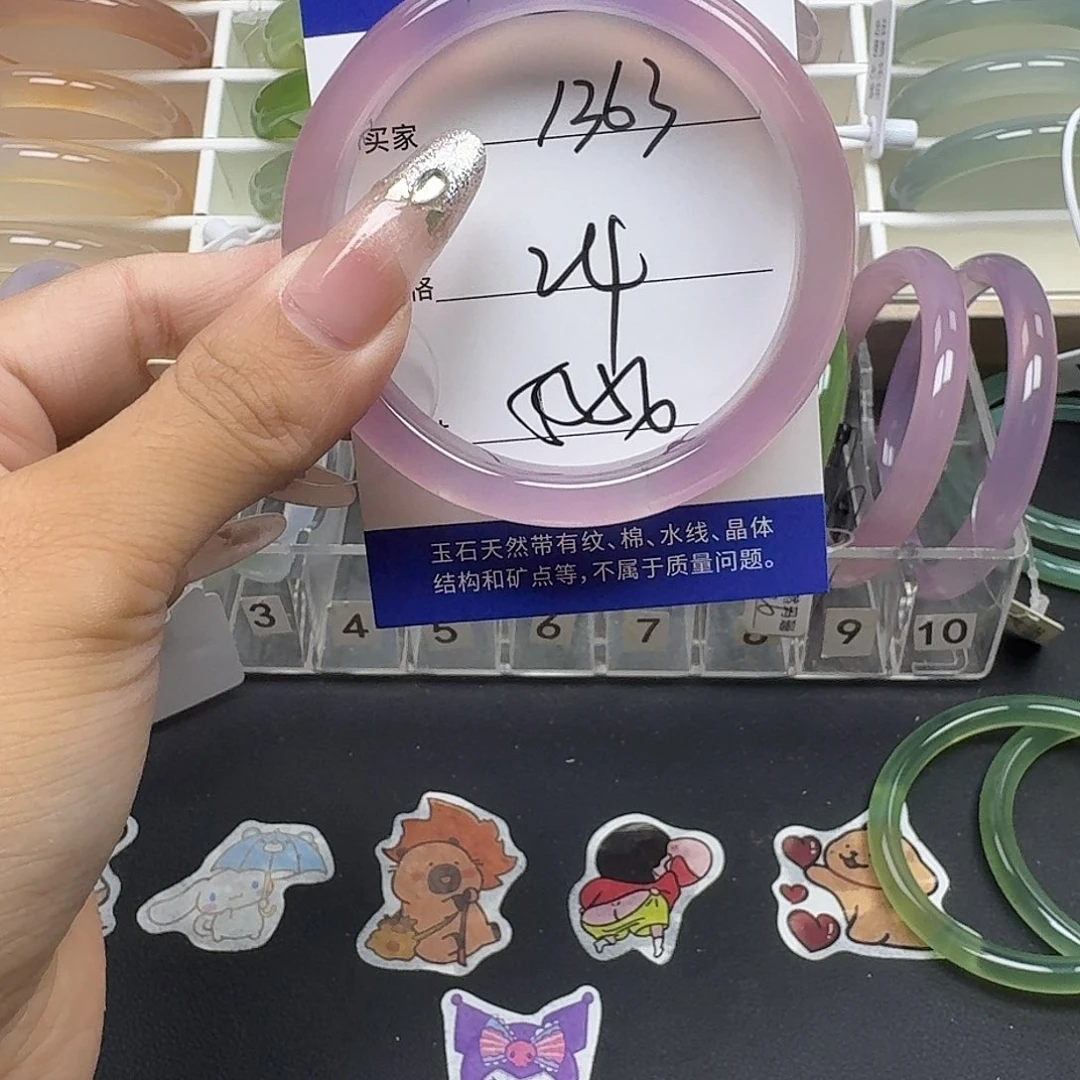 买家 1363
格 24
玉石天然带有纹、棉、水线、晶体
结构和矿点等,不属于质量问题。
3 4 5 6 7 8 9 10